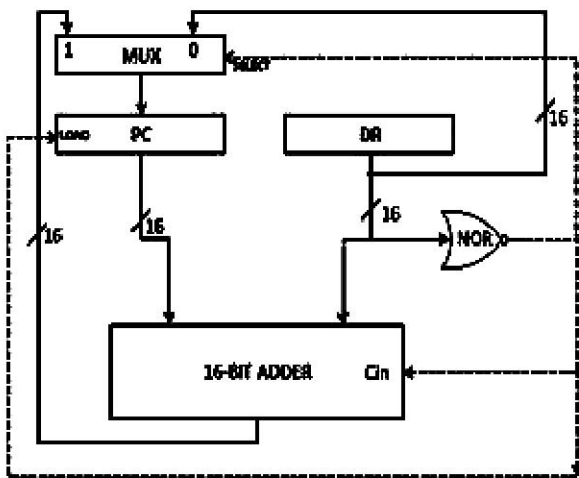 1 MUX 0
SELECT
LOAD PC
DR
16
16
16
16
NOR
16-BIT ADDER Cin